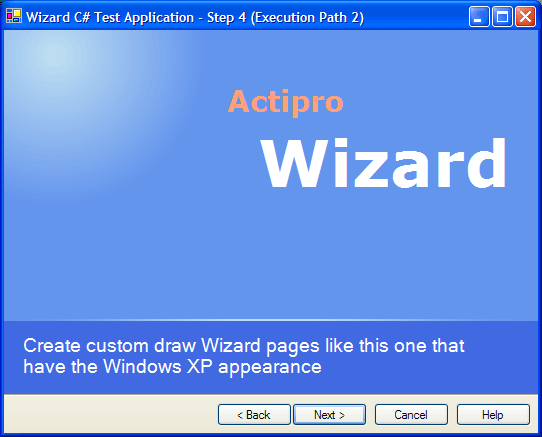 Wizard C# Test Application - Step 4 (Execution Path 2)
Actipro
Wizard
Create custom draw Wizard pages like this one that
have the Windows XP appearance
< Back Next > Cancel Help